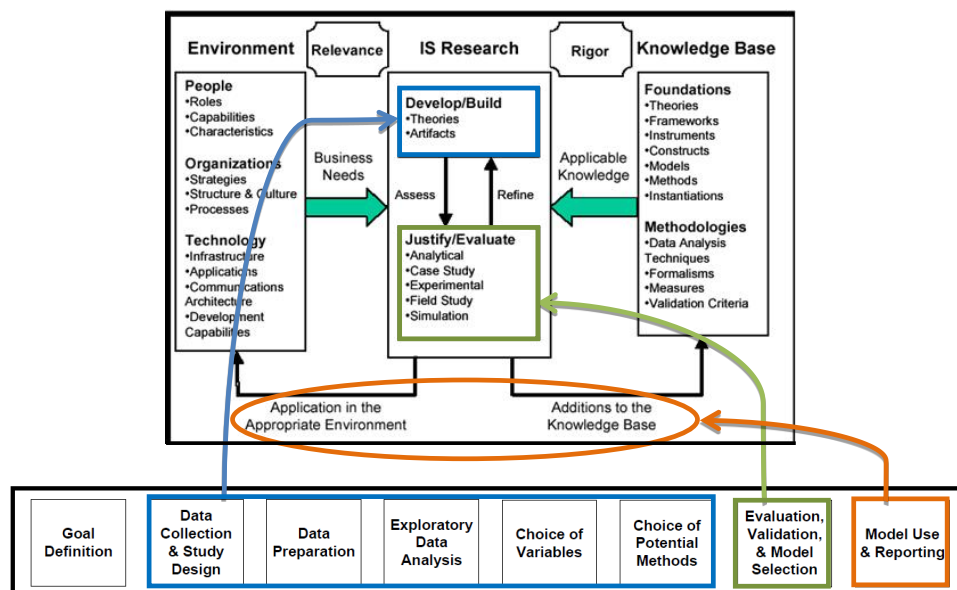 Environment
Relevance
IS Research
Rigor
Knowledge Base
People
•Roles
•Capabilities
•Characteristics
Organizations
•Strategies
•Structure & Culture
•Processes
Technology
•Infrastructure
•Applications
•Communications
Architecture
•Development
Capabilities
Business
Needs
Develop/Build
•Theories
•Artifacts
Assess
Refine
Justify/Evaluate
•Analytical
•Case Study
•Experimental
•Field Study
•Simulation
Applicable
Knowledge
Foundations
•Theories
•Frameworks
•Instruments
•Constructs
•Models
•Methods
•Instantiations
Methodologies
•Data Analysis
Techniques
•Formalisms
•Measures
•Validation Criteria
Application in the
Appropriate Environment
Additions to the
Knowledge Base
Goal
Definition
Data
Collection
& Study
Design
Data
Preparation
Exploratory
Data
Analysis
Choice of
Variables
Choice of
Potential
Methods
Evaluation,
Validation,
& Model
Selection
Model Use
& Reporting